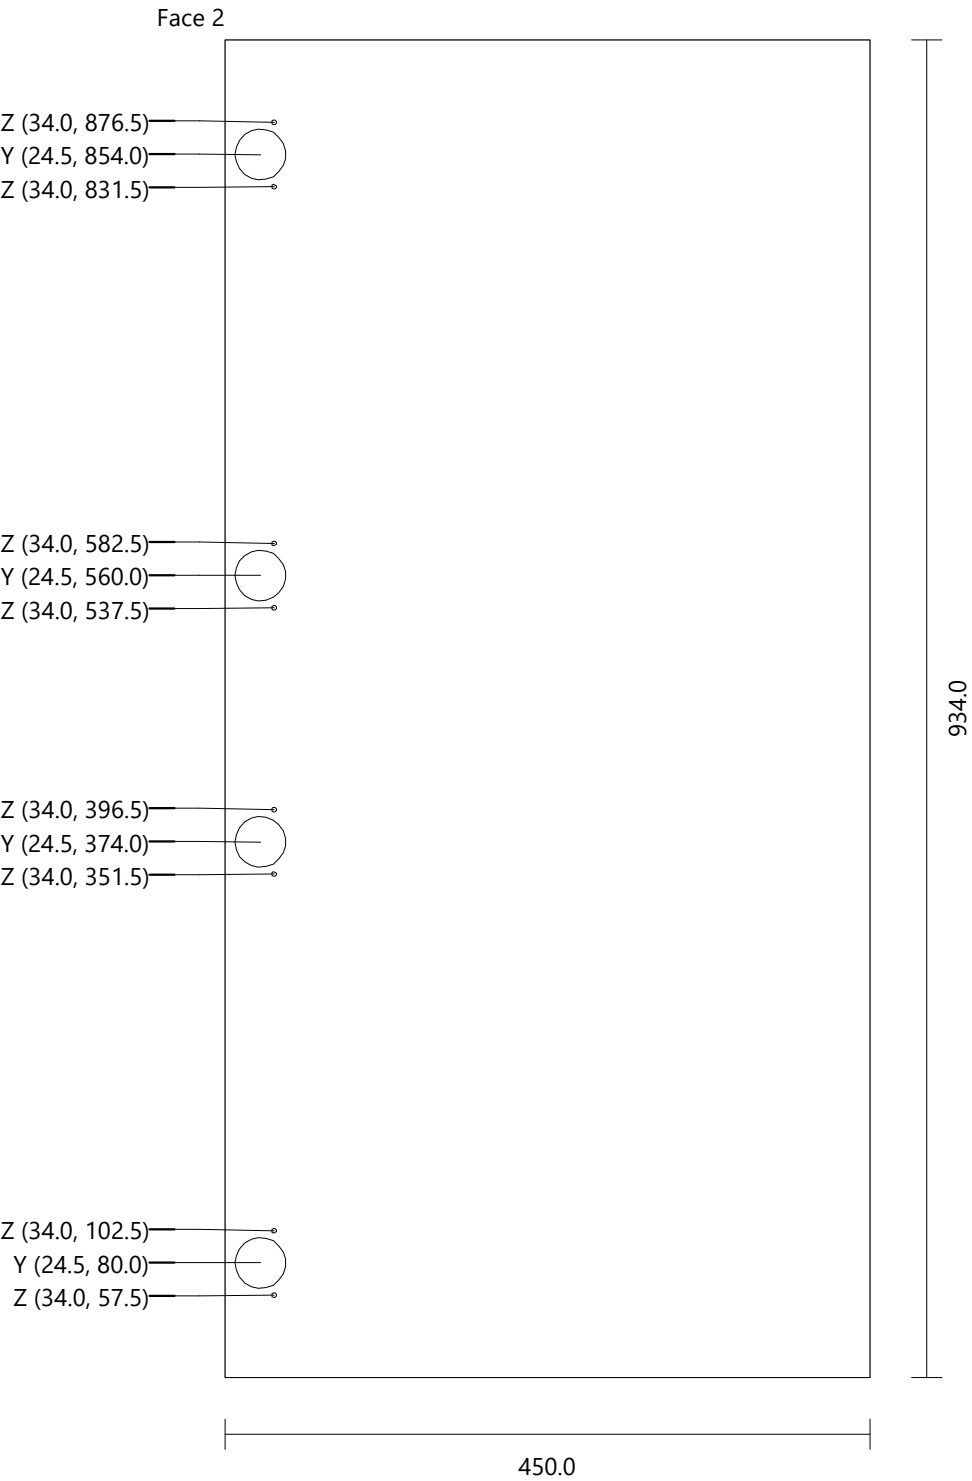 Face 2
Z (34.0, 876.5)
Y (24.5, 854.0)
Z (34.0, 831.5)
Z (34.0, 582.5)
Y (24.5, 560.0)
Z (34.0, 537.5)
934.0
Z (34.0, 396.5)
Y (24.5, 374.0)
Z (34.0, 351.5)
Z (34.0, 102.5)
Y (24.5, 80.0)
Z (34.0, 57.5)
450.0